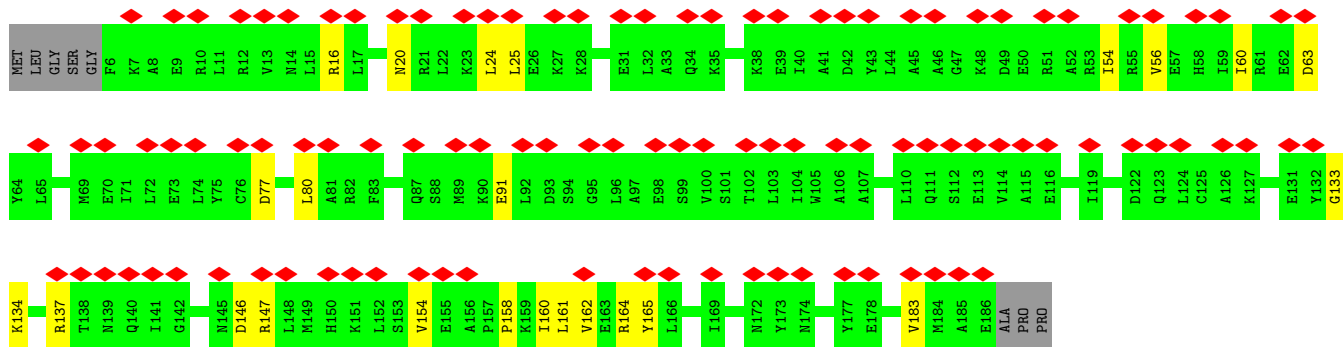 MET LEU GLY SER GLY F6 K7 A8 E9 R10 L11 R12 V13 N14 L15 R16 L17 N20 R21 L22 K23 L24 L25 E26 K27 K28 E31 L32 A33 Q34 K35 K38 E39 I40 A41 D42 Y43 L44 A45 A46 G47 K48 D49 E50 R51 A52 R53 I54 R55 V56 E57 H58 I59 I60 R61 E62 D63
Y64 L65 M69 E70 I71 L72 E73 L74 Y75 C76 D77 L80 A81 R82 F83 Q87 S88 M89 K90 E91 L92 D93 S94 G95 L96 A97 E98 S99 V100 S101 T102 L103 I104 W105 A106 A107 L110 Q111 S112 E113 V114 A115 E116 I119 D122 Q123 L124 C125 A126 K127 E131 Y132 G133
K134 R137 T138 N139 Q140 I141 G142 N145 D146 R147 L148 M149 H150 K151 L152 S153 V154 E155 A156 P157 P158 K159 I160 L161 V162 E163 R164 Y165 L166 I169 N172 Y173 N174 Y177 E178 V183 M184 A185 E186 ALA PRO PRO